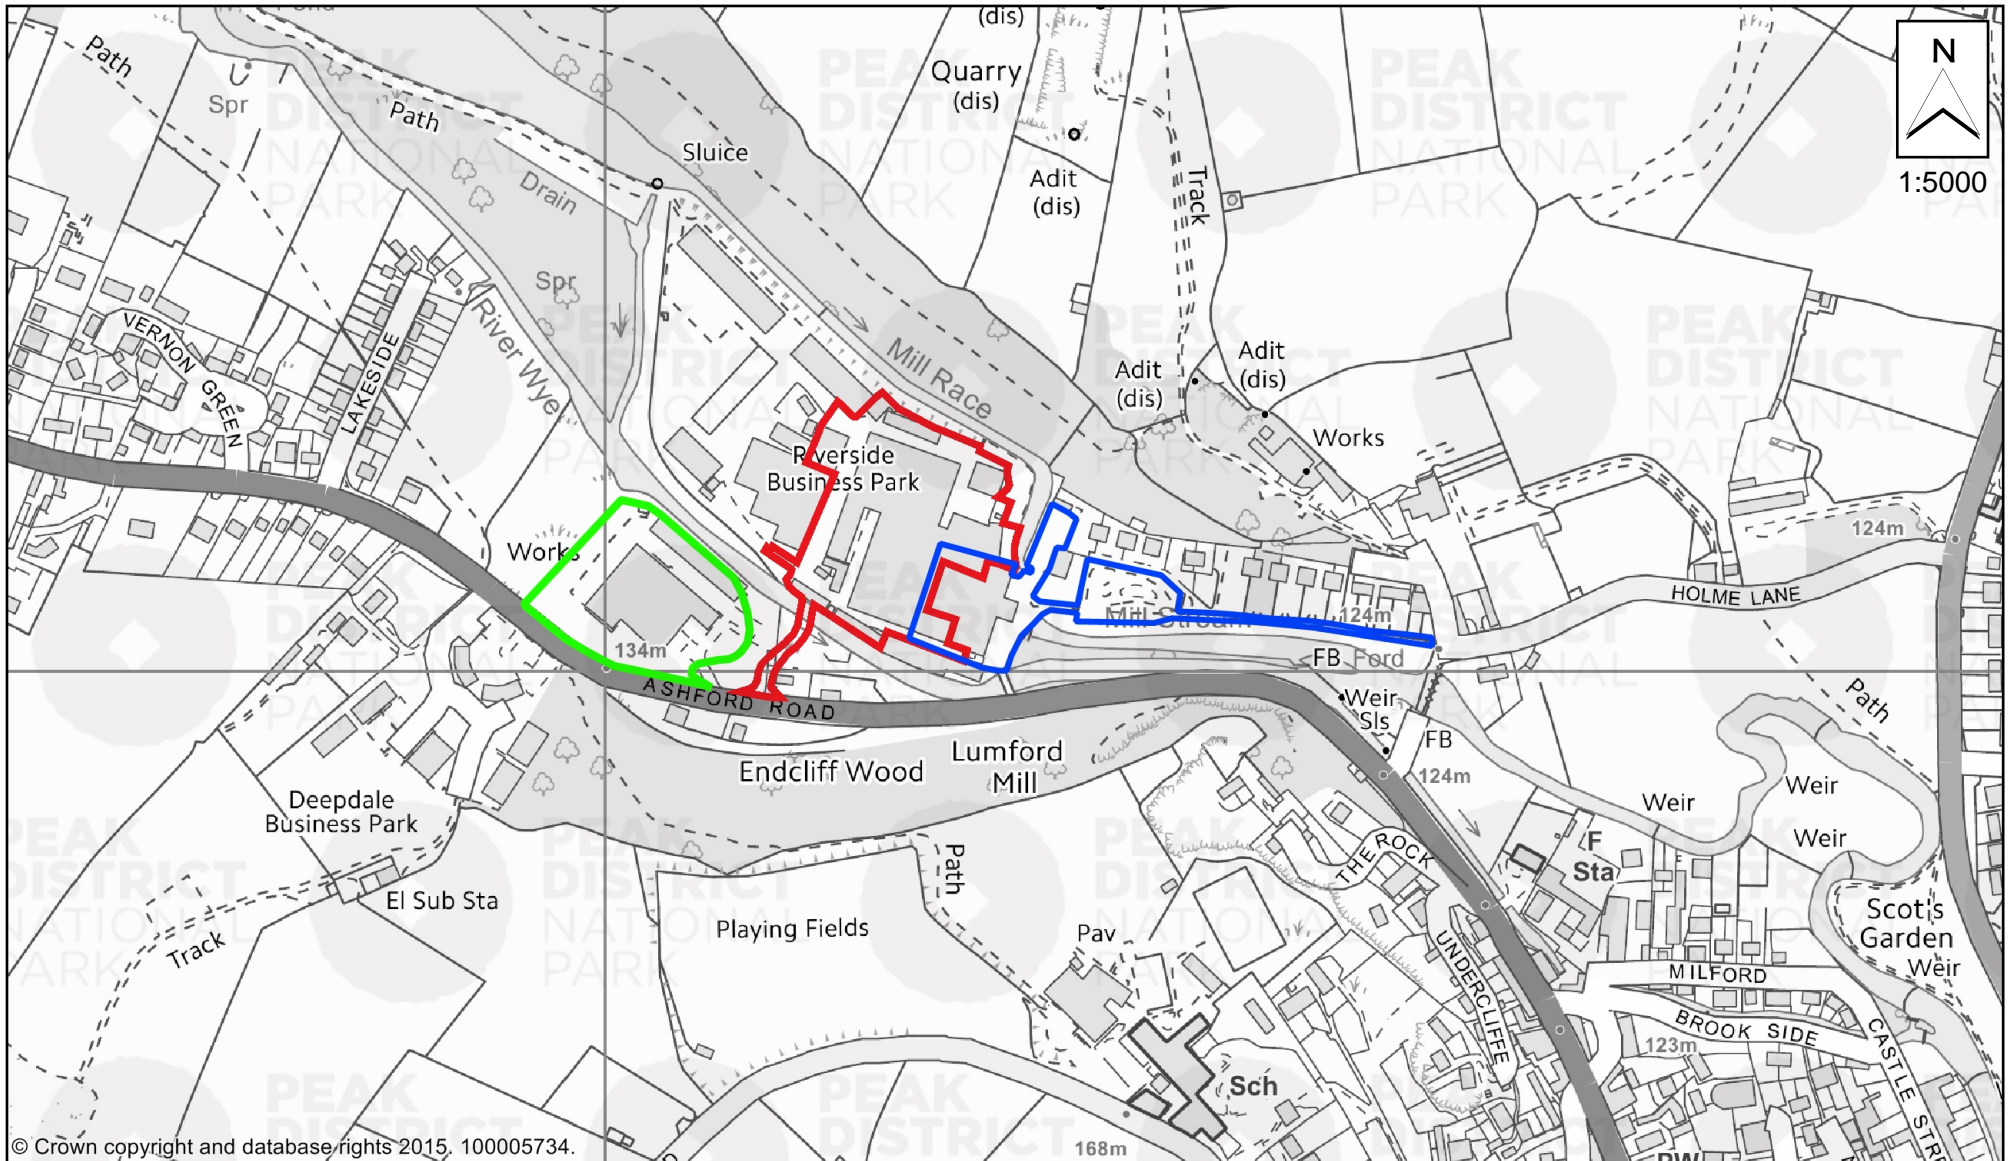 Pond
(dis)
Path
Quarry
(dis)
N
1:5000
Spr
Path
Sluice
Adit
(dis)
Track
Drain
Spr
River Wye
Mill Race
VERNON
GREEN
LAKESIDE
Adit
(dis)
Adit
(dis)
Works
Riverside
Business Park
124m
Works
HOLME LANE
Mill Stream
124m
134m
FB
Ford
ASHFORD ROAD
Weir
Sls
FB
Path
Endcliff Wood
Lumford
Mill
124m
Weir
Weir
Weir
Deepdale
Business Park
THE ROCK
F
Sta
Path
El Sub Sta
Playing Fields
Pav
Scot's
Garden
Weir
Track
UNDERCLIFFE
MILFORD
BROOK SIDE
123m
CASTLE STR
Sch
168m
PW
© Crown copyright and database rights 2015. 100005734.
PEAK
DISTRICT
NATIONAL
PARK